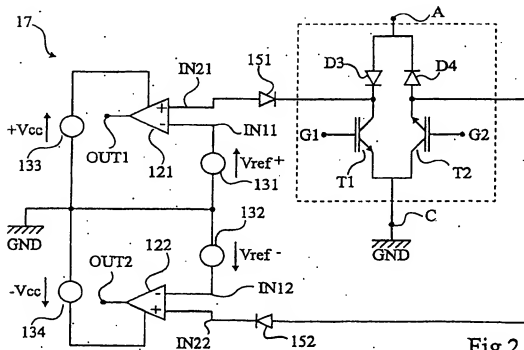 17
A
151
D3
D4
IN21
+
-
IN11
G1
G2
+Vcc
133
OUT1
121
Vref+
131
T1
T2
132
C
GND
OUT2
122
Vref -
GND
-Vcc
-
+
IN12
134
IN22
152
Fig 2